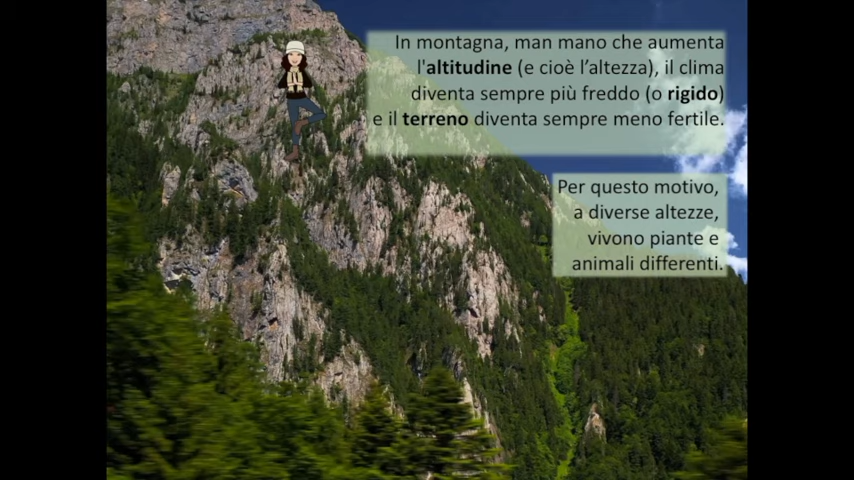 In montagna, man mano che aumenta
l'altitudine (e cioè l'altezza), il clima
diventa sempre più freddo (o rigido)
e il terreno diventa sempre meno fertile.
Per questo motivo,
a diverse altezze,
vivono piante e
animali differenti.